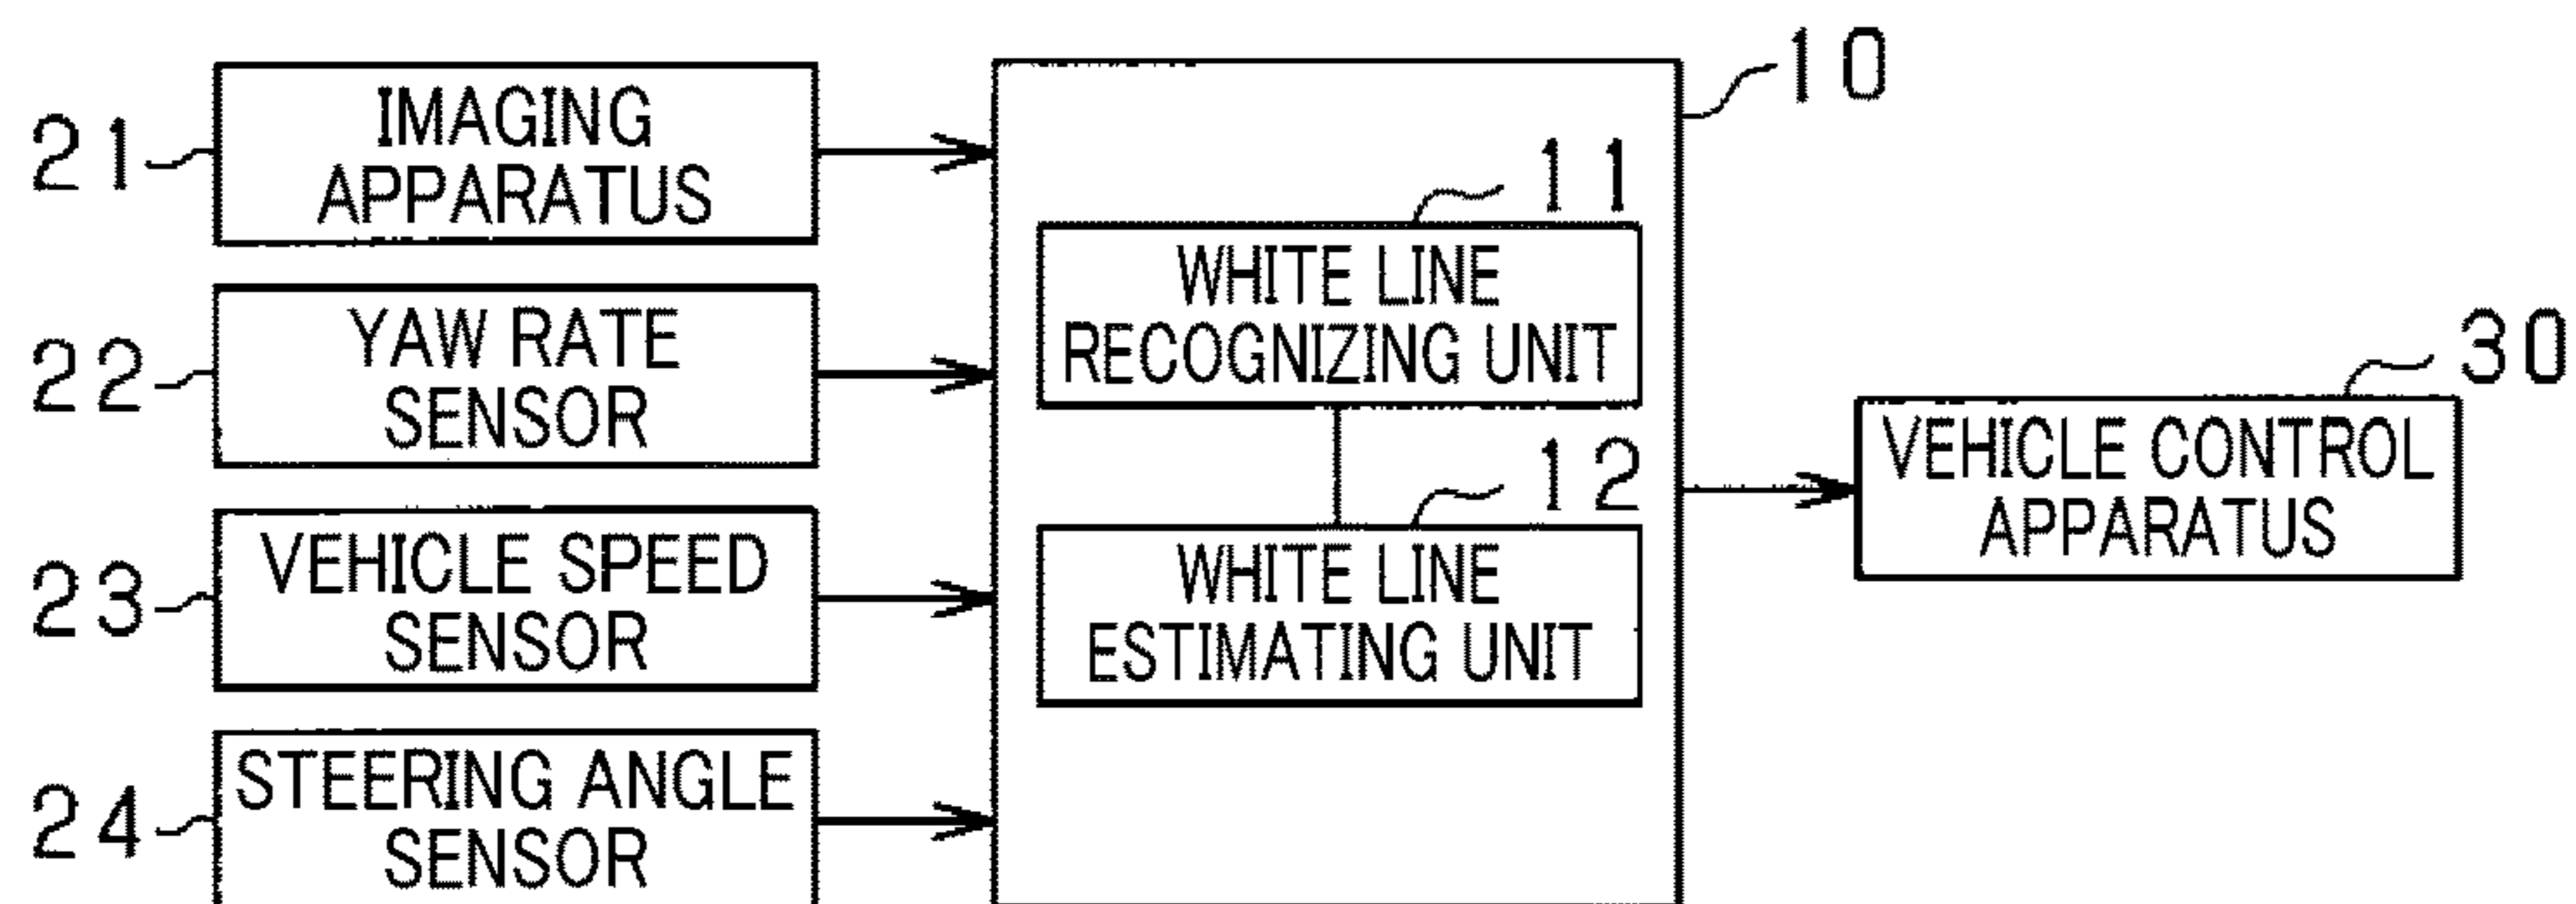 21
IMAGING
APPARATUS
22
YAW RATE
SENSOR
23
VEHICLE SPEED
SENSOR
24
STEERING ANGLE
SENSOR
10
11
WHITE LINE
RECOGNIZING UNIT
12
WHITE LINE
ESTIMATING UNIT
30
VEHICLE CONTROL
APPARATUS